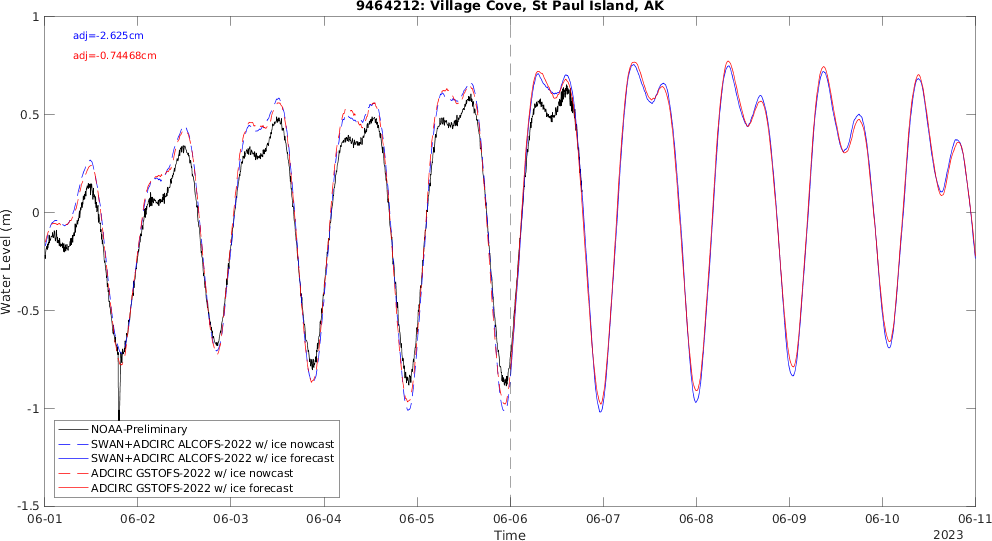 9464212: Village Cove, St Paul Island, AK
adj=-2.625cm
adj=-0.74468cm
1
0.5
0
-0.5
-1
-1.5
Water Level (m)
NOAA-Preliminary
SWAN+ADCIRC ALCOFS-2022 w/ ice nowcast
SWAN+ADCIRC ALCOFS-2022 w/ ice forecast
ADCIRC GSTOFS-2022 w/ ice nowcast
ADCIRC GSTOFS-2022 w/ ice forecast
06-01 06-02 06-03 06-04 06-05 06-06 06-07 06-08 06-09 06-10 06-11
Time
2023